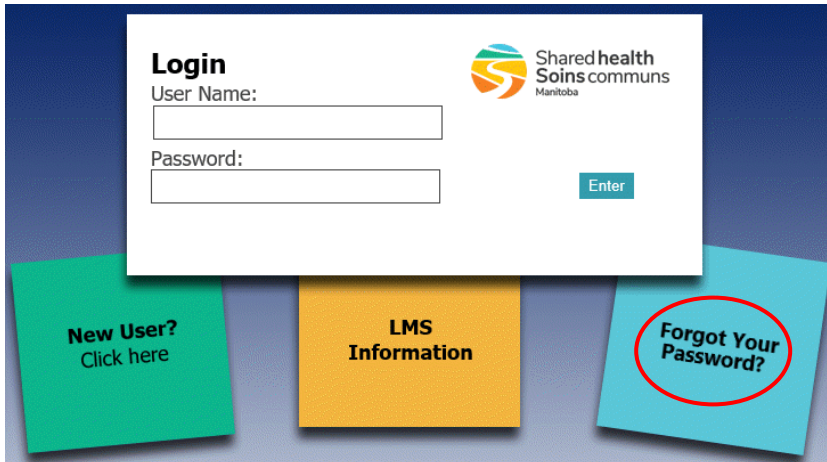 Login
User Name:
Password:
Shared health
Soins communs
Manitoba
Enter
New User?
Click here
LMS
Information
Forgot Your
Password?